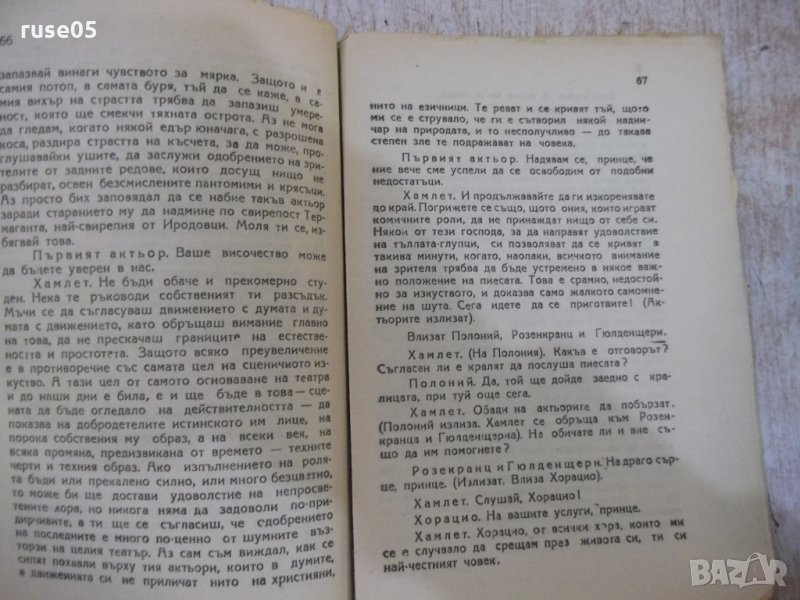 ruse05
66
запазвай винаги чувството за мярка. Защото и в
самия потоп, в самата буря, тъй да се каже, в са-
мия вихър на страстта трябва да запазиш умере-
ност, която ще смекчи тяхната острота. Аз не мога
да гледам, когато някой едър юначага, с разрошена
коса, раздира страстта на късчета, за да може, про-
глушавайки ушите, да заслужи одобрението на зри-
телите от задните редове, които досущ нищо не
разбират, освен безсмислените пантомими и крясъци.
Аз просто бих заповядал да се набие такъв актьор
заради старанието му да надмине по свирепост Тер-
маганта, най-свирепия от Иродовци. Моля ти се, из-
бягвай това.
Първият актьор. Ваше височество може
да бъдете уверен в нас.
Хамлет. Не бъди обаче и прекомерно сту-
ден. Нека те ръководи собственият ти разсъдък.
Мъчи се да съгласуваш движението с думата и думата
с движението, като обръщаш внимание главно
на това, да не прескачаш границите на естестве-
ността и простотата. Защото всяко преувеличение
е в противоречие със самата цел на сценичното из-
куство. А тази цел от самото основаване на театра
и до наши дни е била, е и ще бъде в това — сце-
ната да бъде огледало на действителността — да
показва на добродетелите истинското им лице, на
порока собствения му образ, а на всеки век, на
всяка промяна, предизвикана от времето — техните
черти и техния образ. Ако изпълнението на роля-
та бъди или прекалено силно, или много безцветно,
то може би ще достави удоволствие на непросве-
тените хора, но никога няма да задоволи по-при-
дирчивите, а ти ще се съгласиш, че одобрението
на последните е много по-ценно от шумните въз-
торзи на целия театър. Аз сам съм виждал, как се
сипят похвали върху тия актьори, които в думите,
в движенията си не приличат нито на християни,
67
нито на езичници. Те реват и се кривят тъй, щото
ми се е струвало, че ги е сътворил някой надни-
чар на природата, и то несполучливо — до такава
степен зле те подражават на човека.
Първият актьор. Надявам се, принце, че
ние вече сме успели да се освободим от подобни
недостатъци.
Хамлет. И продължавайте да ги изкоренявате
до край. Погрижете се също, щото ония, които играят
комичните роли, да не принаждат нищо от себе си.
Някои от тези господа, за да направят удоволствие
на тълпата-глупци, си позволяват да се кривят в
такива минути, когато, наопаки, всичкото внимание
на зрителя трябва да бъде устремено в някое важ-
но положение на пиесата. Това е срамно, недостой-
но за изкуството, и доказва само жалкото самомне-
ние на шута. Сега идете да се приготвите! (Ак-
тьорите излизат).
Влизат Полоний, Розенкранц и Гюлденщерн.
Хамлет. (На Полония). Какъв е отговорът?
Съгласен ли е кралят да послуша пиесата?
Полоний. Да, той ще дойде заедно с кра-
лицата, при туй още сега.
Хамлет. Обади на актьорите да побързат.
(Полоний излиза. Хамлет се обръща към Розен-
кранца и Гюлденщерна). Не обичате ли и вие съ-
що да им помогнете?
Розенкранц и Гюлденщерн. На драго сър-
це, принце. (Излизат. Влиза Хорацио).
Хамлет. Слушай, Хорацио!
Хорацио. На вашите услуги, принце.
Хамлет. Хорацио, от всички хора, които ми
се е случвало да срещам през живота си, ти си
най-честният човек.
BAZAR
bazar.bg